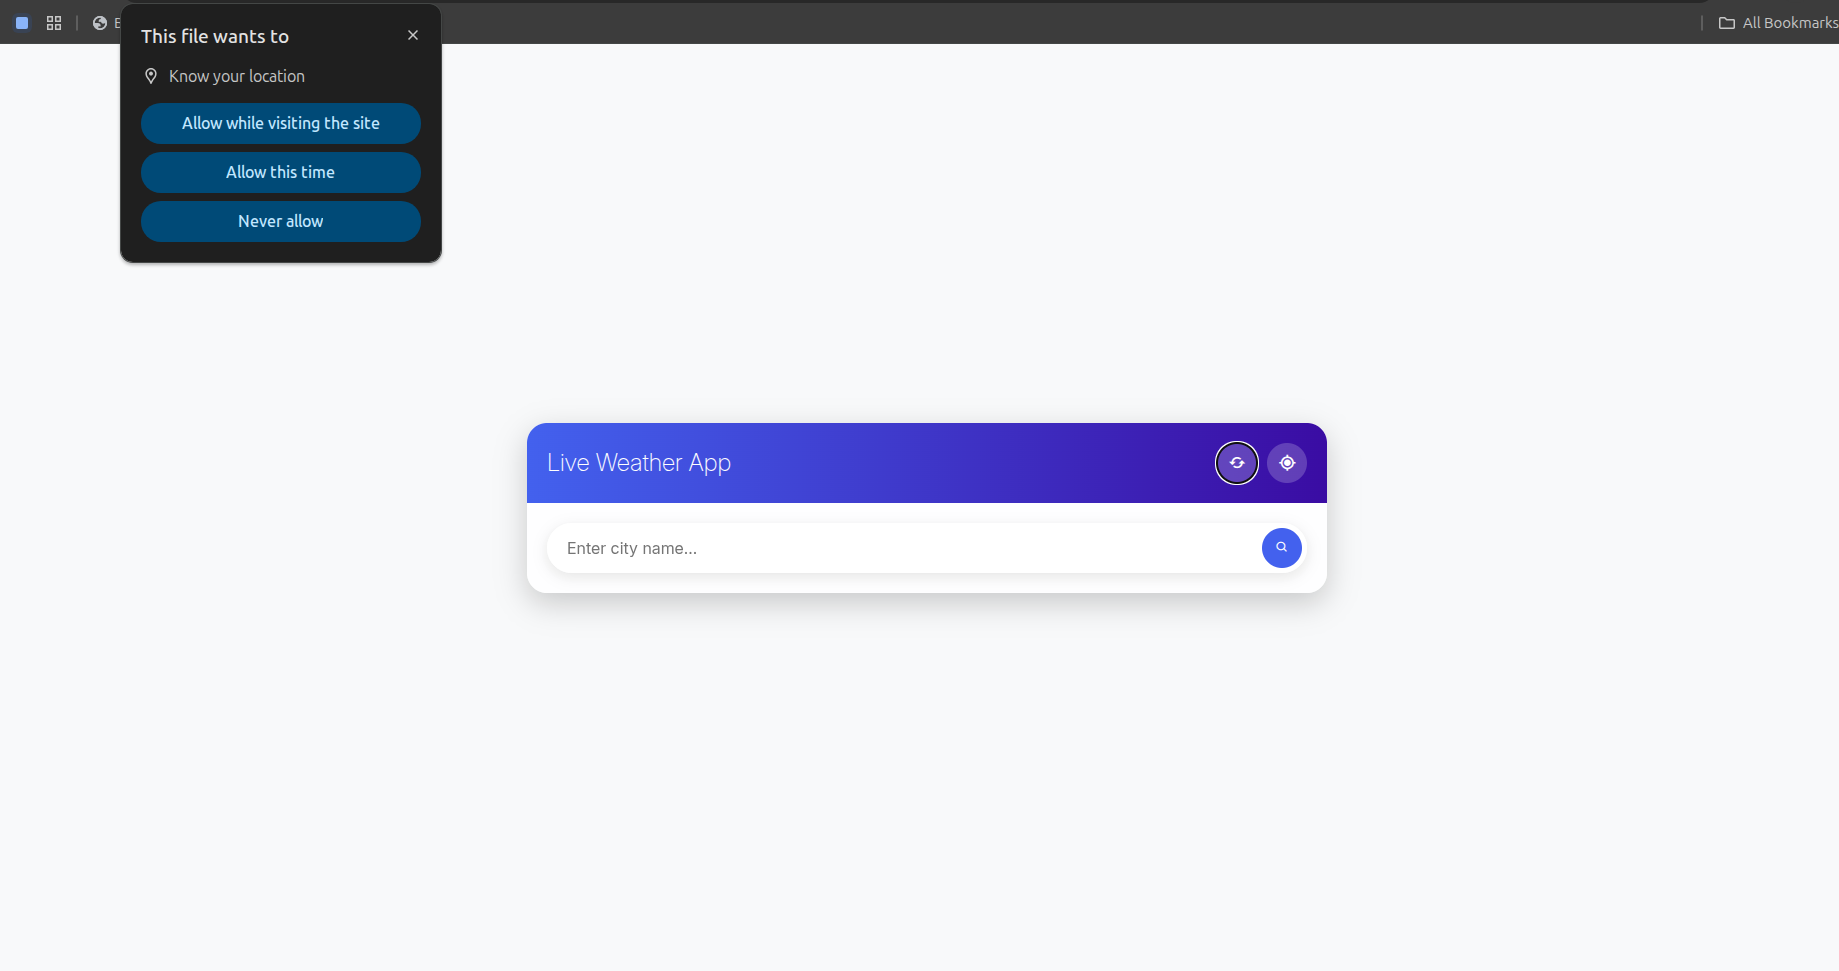 All Bookmarks
This file wants to
Know your location
Allow while visiting the site
Allow this time
Never allow
Live Weather App
Enter city name...